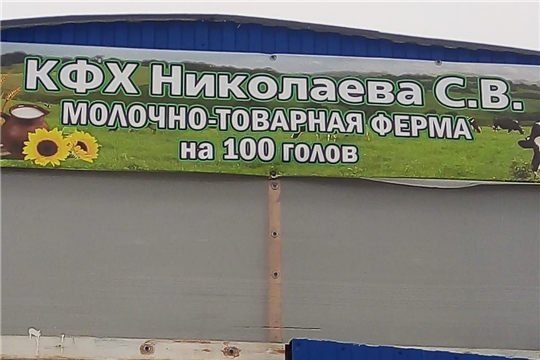 КФХ Николаева С.В.
МОЛОЧНО-ТОВАРНАЯ ФЕРМА
на 100 голов